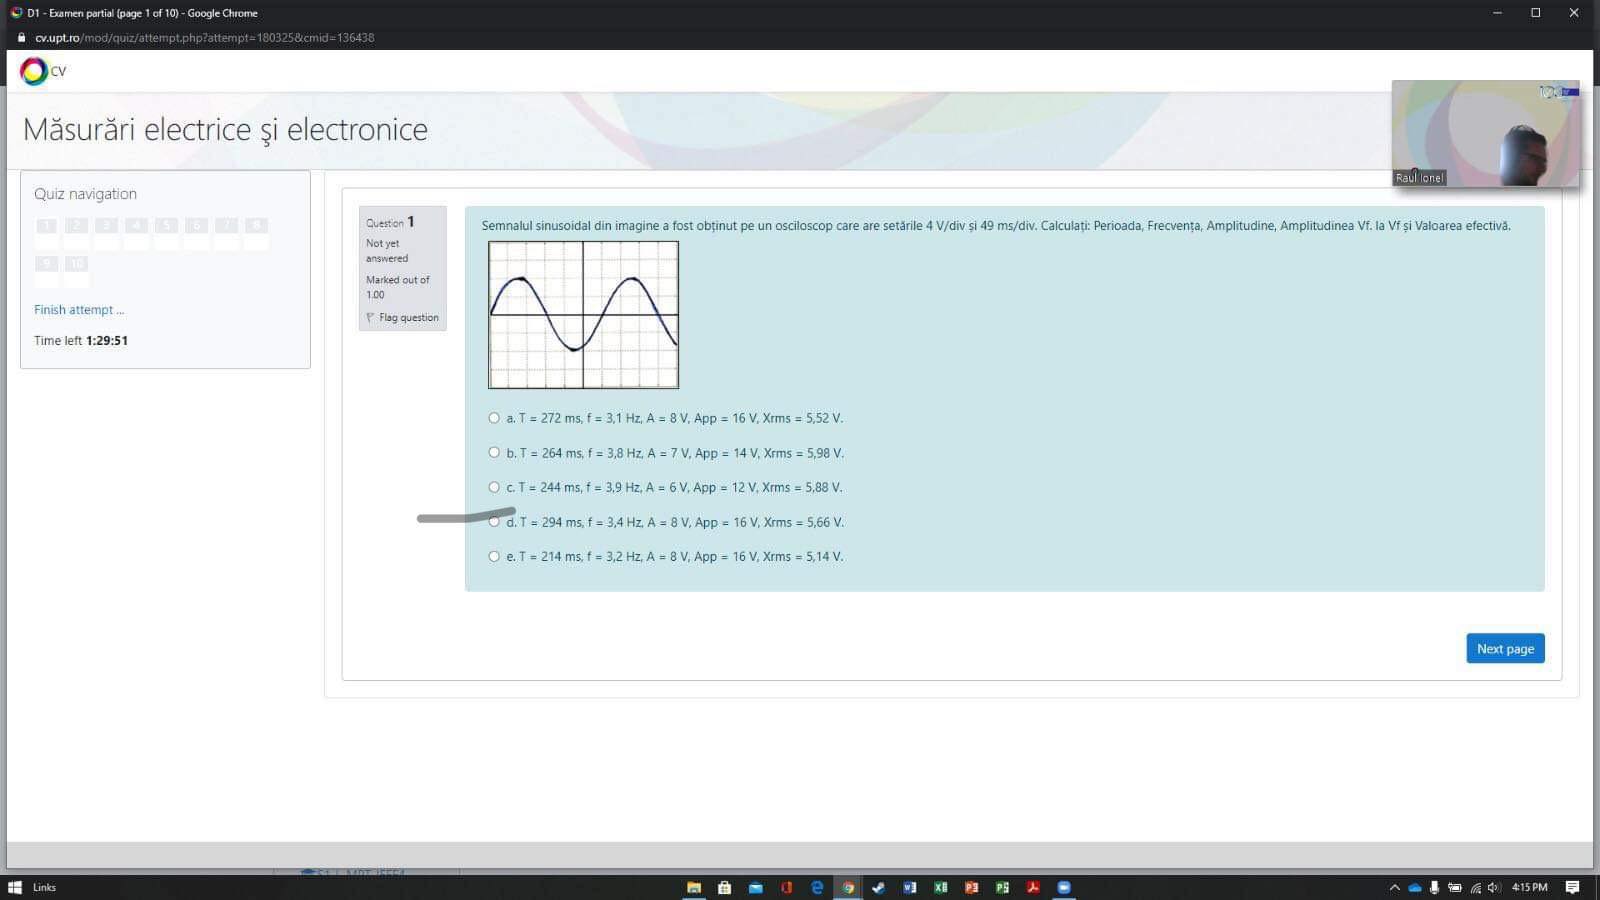 D1 - Examen partial (page 1 of 10) - Google Chrome
cv.upt.ro/mod/quiz/attempt.php?attempt=180325&cmid=136438
CV
Măsurări electrice şi electronice
Raul Ionel
Quiz navigation
1 2 3 4 5 6 7 8
9 10
Finish attempt ...
Time left 1:29:51
Question 1
Not yet
answered
Marked out of
1.00
Flag question
Semnalul sinusoidal din imagine a fost obținut pe un osciloscop care are setările 4 V/div și 49 ms/div. Calculați: Perioada, Frecvența, Amplitudine, Amplitudinea Vf. la Vf și Valoarea efectivă.
a. T = 272 ms, f = 3,1 Hz, A = 8 V, App = 16 V, Xrms = 5,52 V.
b. T = 264 ms, f = 3,8 Hz, A = 7 V, App = 14 V, Xrms = 5,98 V.
c. T = 244 ms, f = 3,9 Hz, A = 6 V, App = 12 V, Xrms = 5,88 V.
d. T = 294 ms, f = 3,4 Hz, A = 8 V, App = 16 V, Xrms = 5,66 V.
e. T = 214 ms, f = 3,2 Hz, A = 8 V, App = 16 V, Xrms = 5,14 V.
Next page
Links
4:15 PM